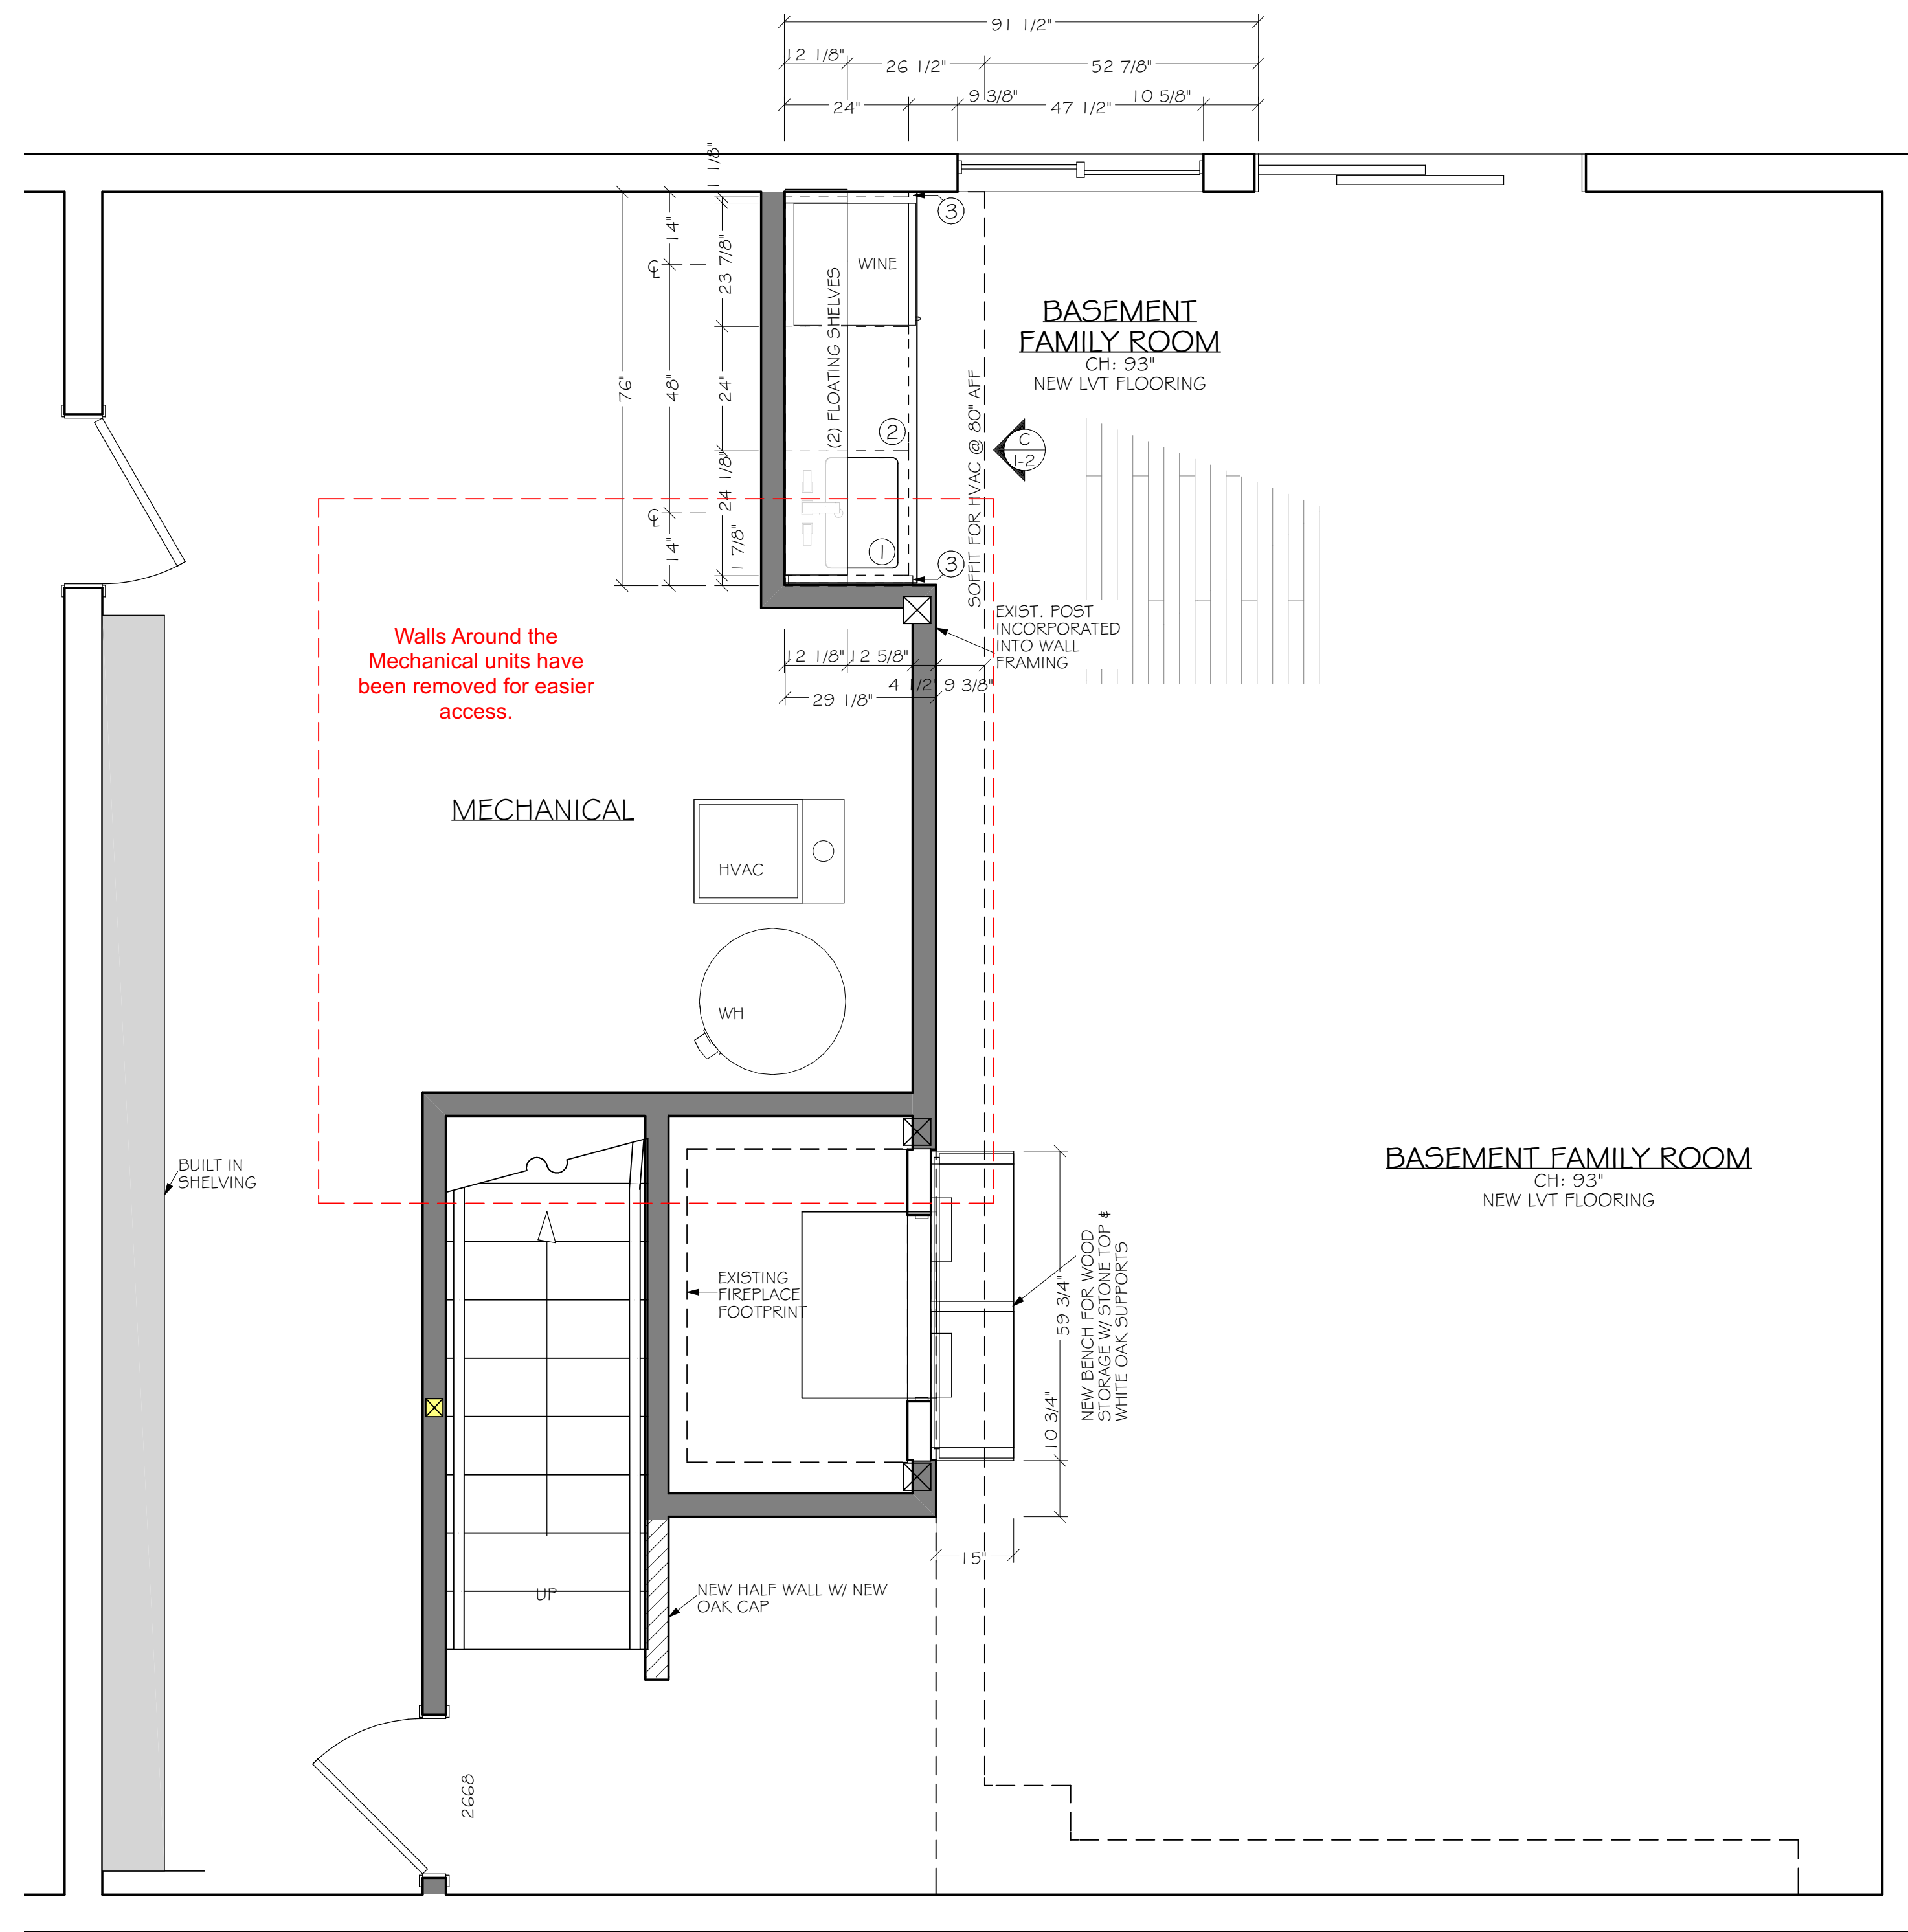 91 1/2"
12 1/8"
26 1/2"
52 7/8"
24"
9 3/8"
47 1/2"
10 5/8"
1 1/8"
14"
23 7/8"
76"
48"
24"
24 1/8"
14"
1 7/8"
℄
℄
(2) FLOATING SHELVES
WINE
3
2
1
3
SOFFIT FOR HVAC @ 80" AFF
C
I-2
BASEMENT
FAMILY ROOM
CH: 93"
NEW LVT FLOORING
EXIST. POST
INCORPORATED
INTO WALL
FRAMING
12 1/8"
12 5/8"
4 1/2"
9 3/8"
29 1/8"
Walls Around the
Mechanical units have
been removed for easier
access.
MECHANICAL
HVAC
WH
BUILT IN
SHELVING
EXISTING
FIREPLACE
FOOTPRINT
59 3/4"
10 3/4"
NEW BENCH FOR WOOD
STORAGE W/ STONE TOP &
WHITE OAK SUPPORTS
BASEMENT FAMILY ROOM
CH: 93"
NEW LVT FLOORING
15"
UP
NEW HALF WALL W/ NEW
OAK CAP
2668